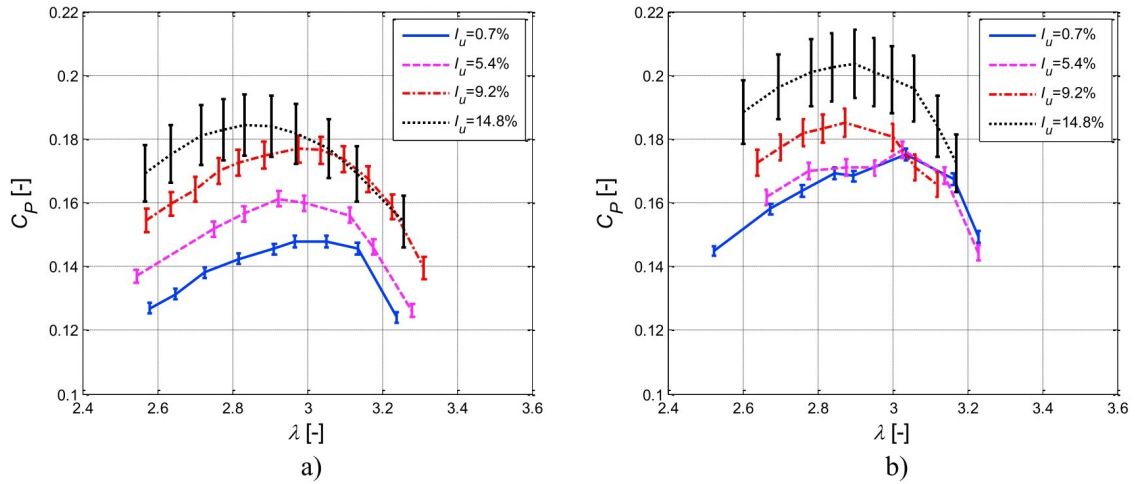 0.22
0.2
0.18
0.16
0.14
0.12
0.1
2.4 2.6 2.8 3 3.2 3.4 3.6
C_P [-]
λ [-]
I_u=0.7%
I_u=5.4%
I_u=9.2%
I_u=14.8%
a)
0.22
0.2
0.18
0.16
0.14
0.12
0.1
2.4 2.6 2.8 3 3.2 3.4 3.6
C_P [-]
λ [-]
I_u=0.7%
I_u=5.4%
I_u=9.2%
I_u=14.8%
b)